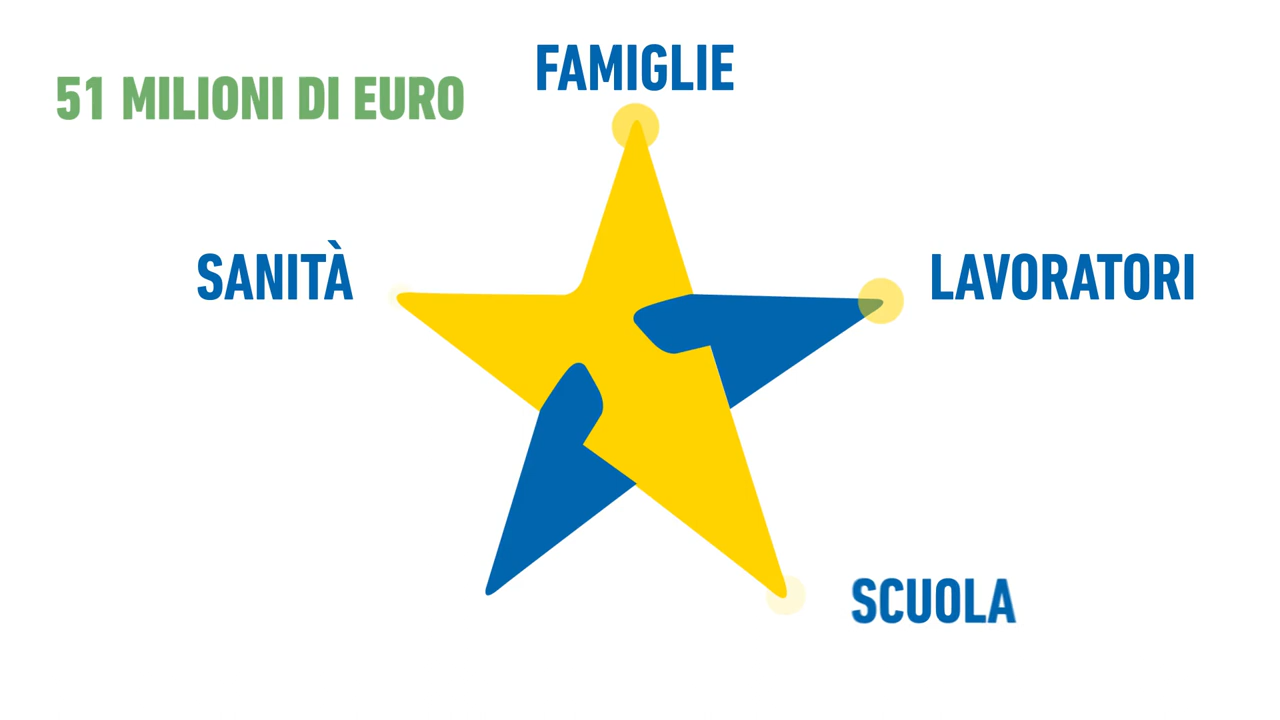 FAMIGLIE
51 MILIONI DI EURO
SANITÀ
LAVORATORI
SCUOLA